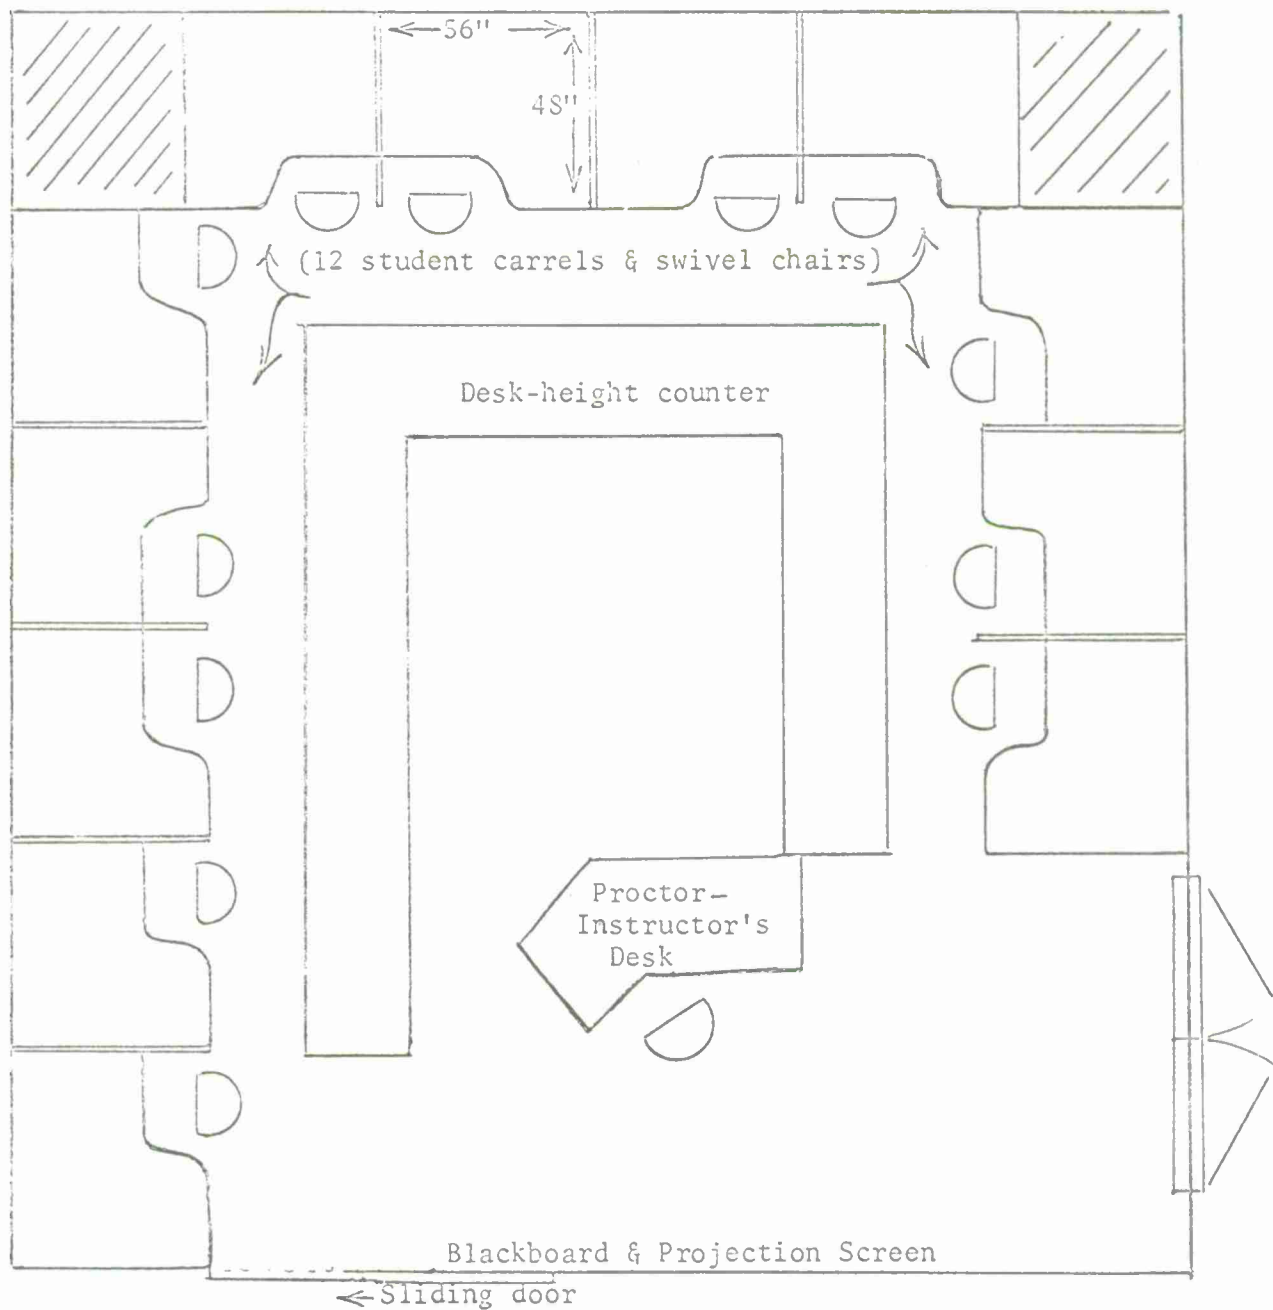 56"
48"
(12 student carrels & swivel chairs)
Desk-height counter
Proctor-
Instructor's
Desk
Blackboard & Projection Screen
Sliding door